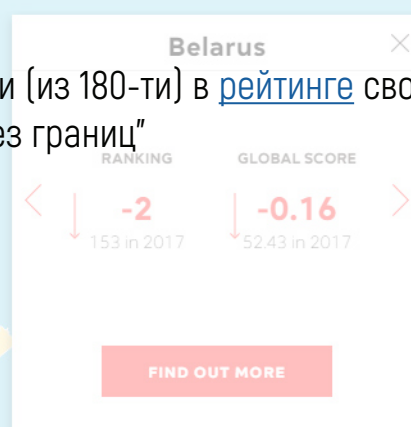 Belarus
и (из 180-ти) в рейтинге
ез границ"
RANKING GLOBAL SCORE
-2 -0.16
153 in 2017 52.43 in 2017
FIND OUT MORE